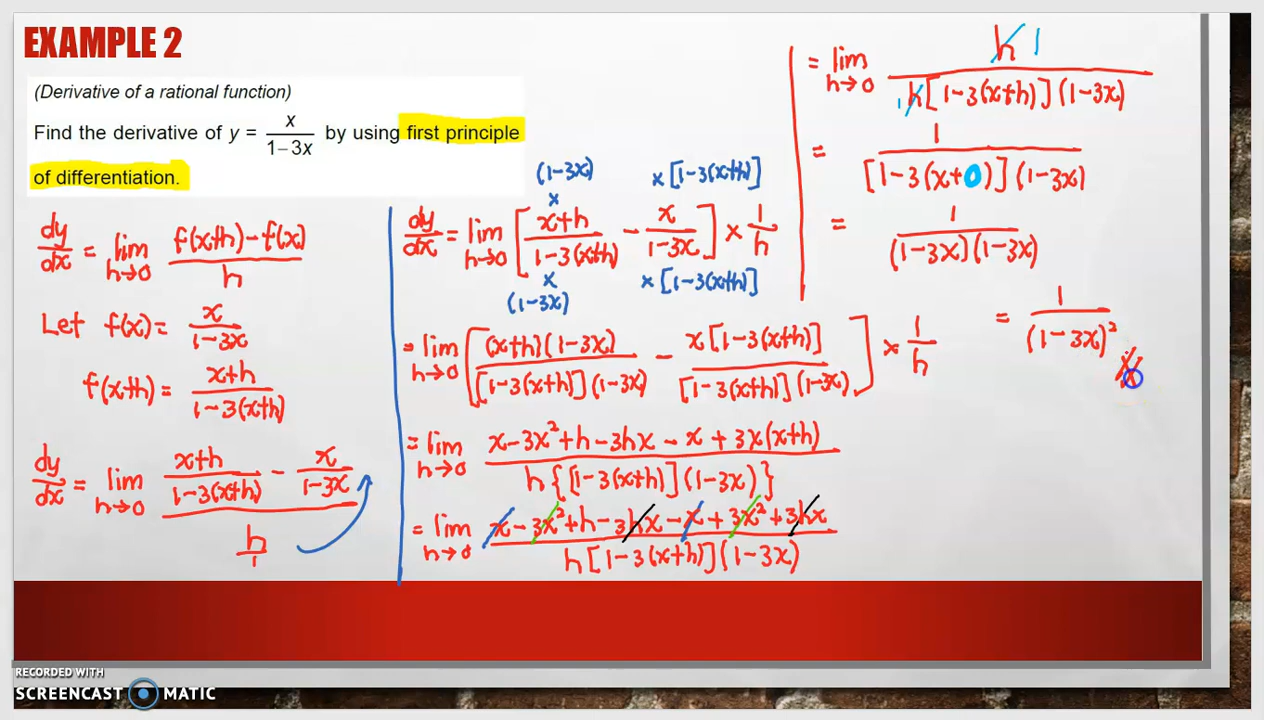 EXAMPLE 2
(Derivative of a rational function)
Find the derivative of y = x/(1−3x) by using first principle
of differentiation.
dy/dx = lim h→0 (f(x+h)−f(x))/h
Let f(x) = x/(1−3x)
f(x+h) = (x+h)/(1−3(x+h))
dy/dx = lim h→0 ((x+h)/(1−3(x+h)) − x/(1−3x))/(h/1)
(1−3x) × [1−3(x+h)]
×
dy/dx = lim h→0 [(x+h)/(1−3(x+h)) − x/(1−3x)] × 1/h
× × [1−3(x+h)]
(1−3x)
= lim h→0 [(x+h)(1−3x)/([1−3(x+h)](1−3x)) − x[1−3(x+h)]/([1−3(x+h)](1−3x))] × 1/h
= lim h→0 (x−3x²+h−3hx−x+3x(x+h))/(h{[1−3(x+h)](1−3x)})
= lim h→0 (x−3x²+h−3hx−x+3x²+3hx)/(h[1−3(x+h)](1−3x))
= lim h→0 h 1/(1 h[1−3(x+h)](1−3x))
= 1/([1−3(x+0)](1−3x))
= 1/((1−3x)(1−3x))
= 1/(1−3x)²
RECORDED WITH
SCREENCAST MATIC